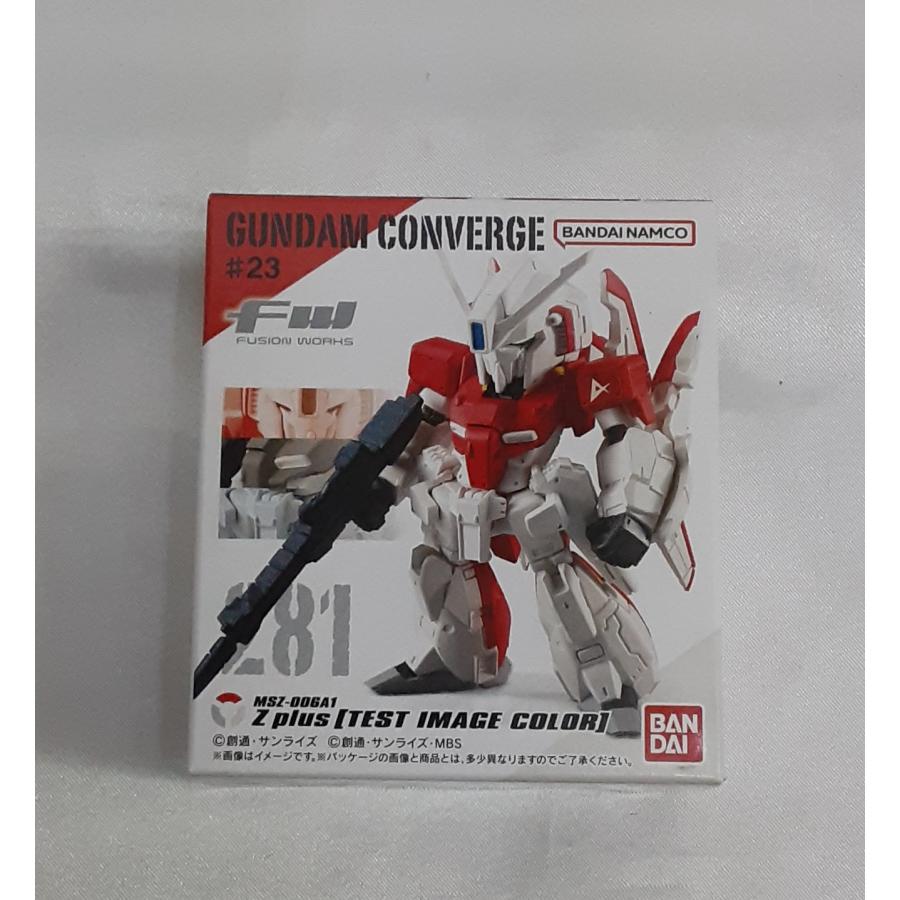 GUNDAM CONVERGE
BANDAI NAMCO
#23
FW
FUSION WORKS
281
MSZ-006A1
Z plus [TEST IMAGE COLOR]
BAN
DAI
©創通・サンライズ ©創通・サンライズ・MBS
※画像はイメージです。※パッケージの画像と商品とは、多少異なりますのでご了承ください。